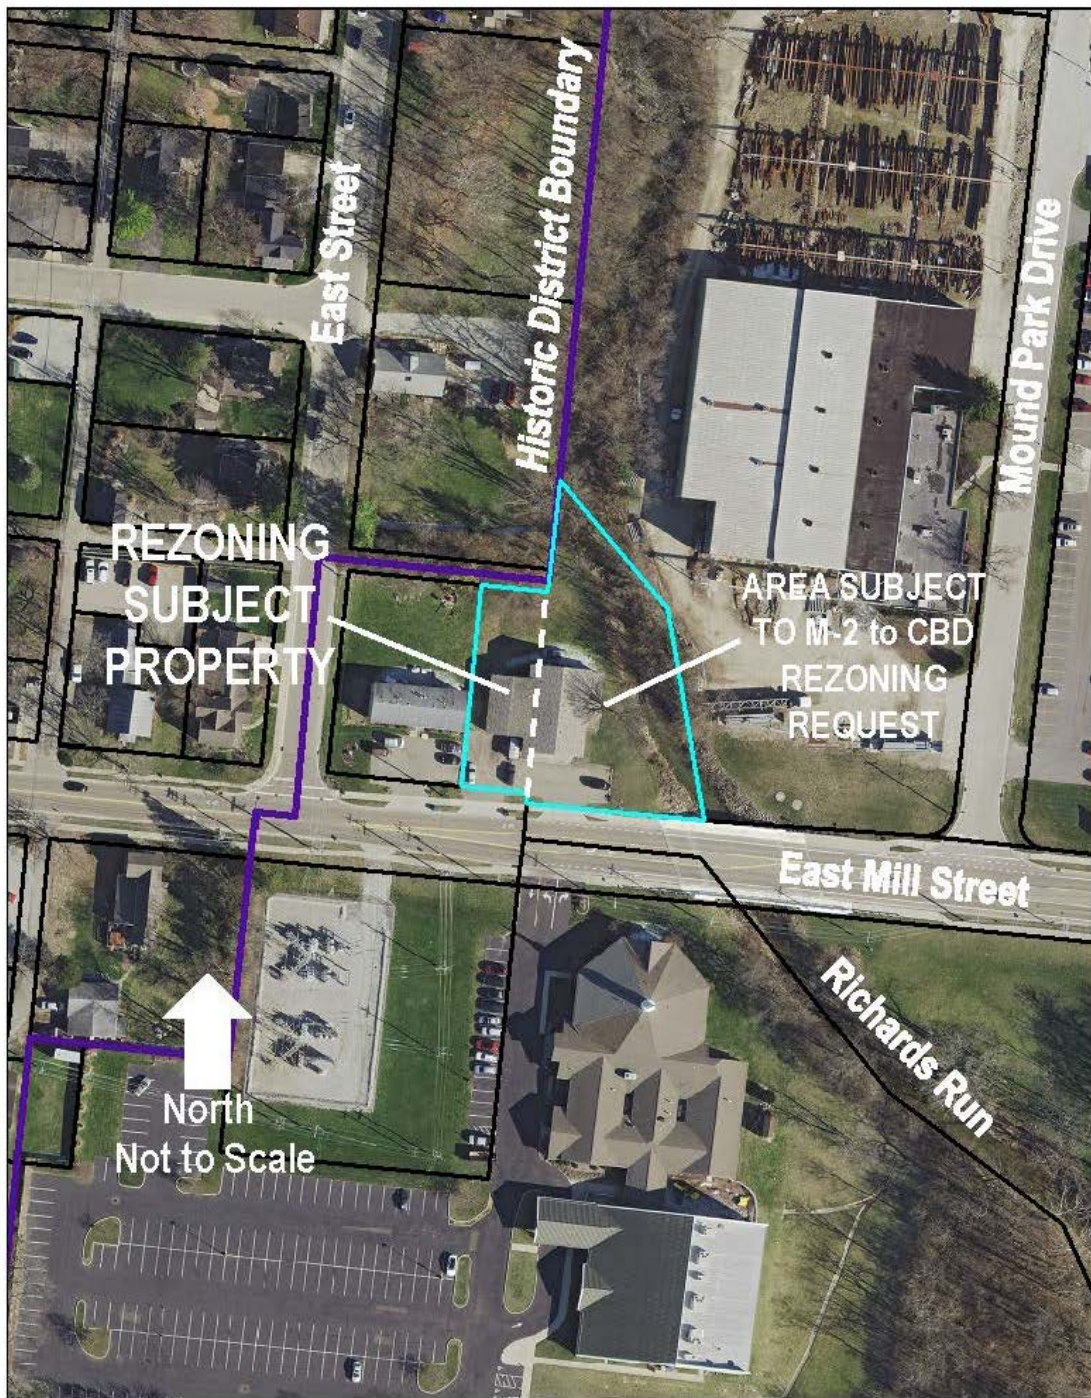 Historic District Boundary
East Street
Mound Park Drive
REZONING
SUBJECT
PROPERTY
AREA SUBJECT
TO M-2 to CBD
REZONING
REQUEST
East Mill Street
Richards Run
North
Not to Scale